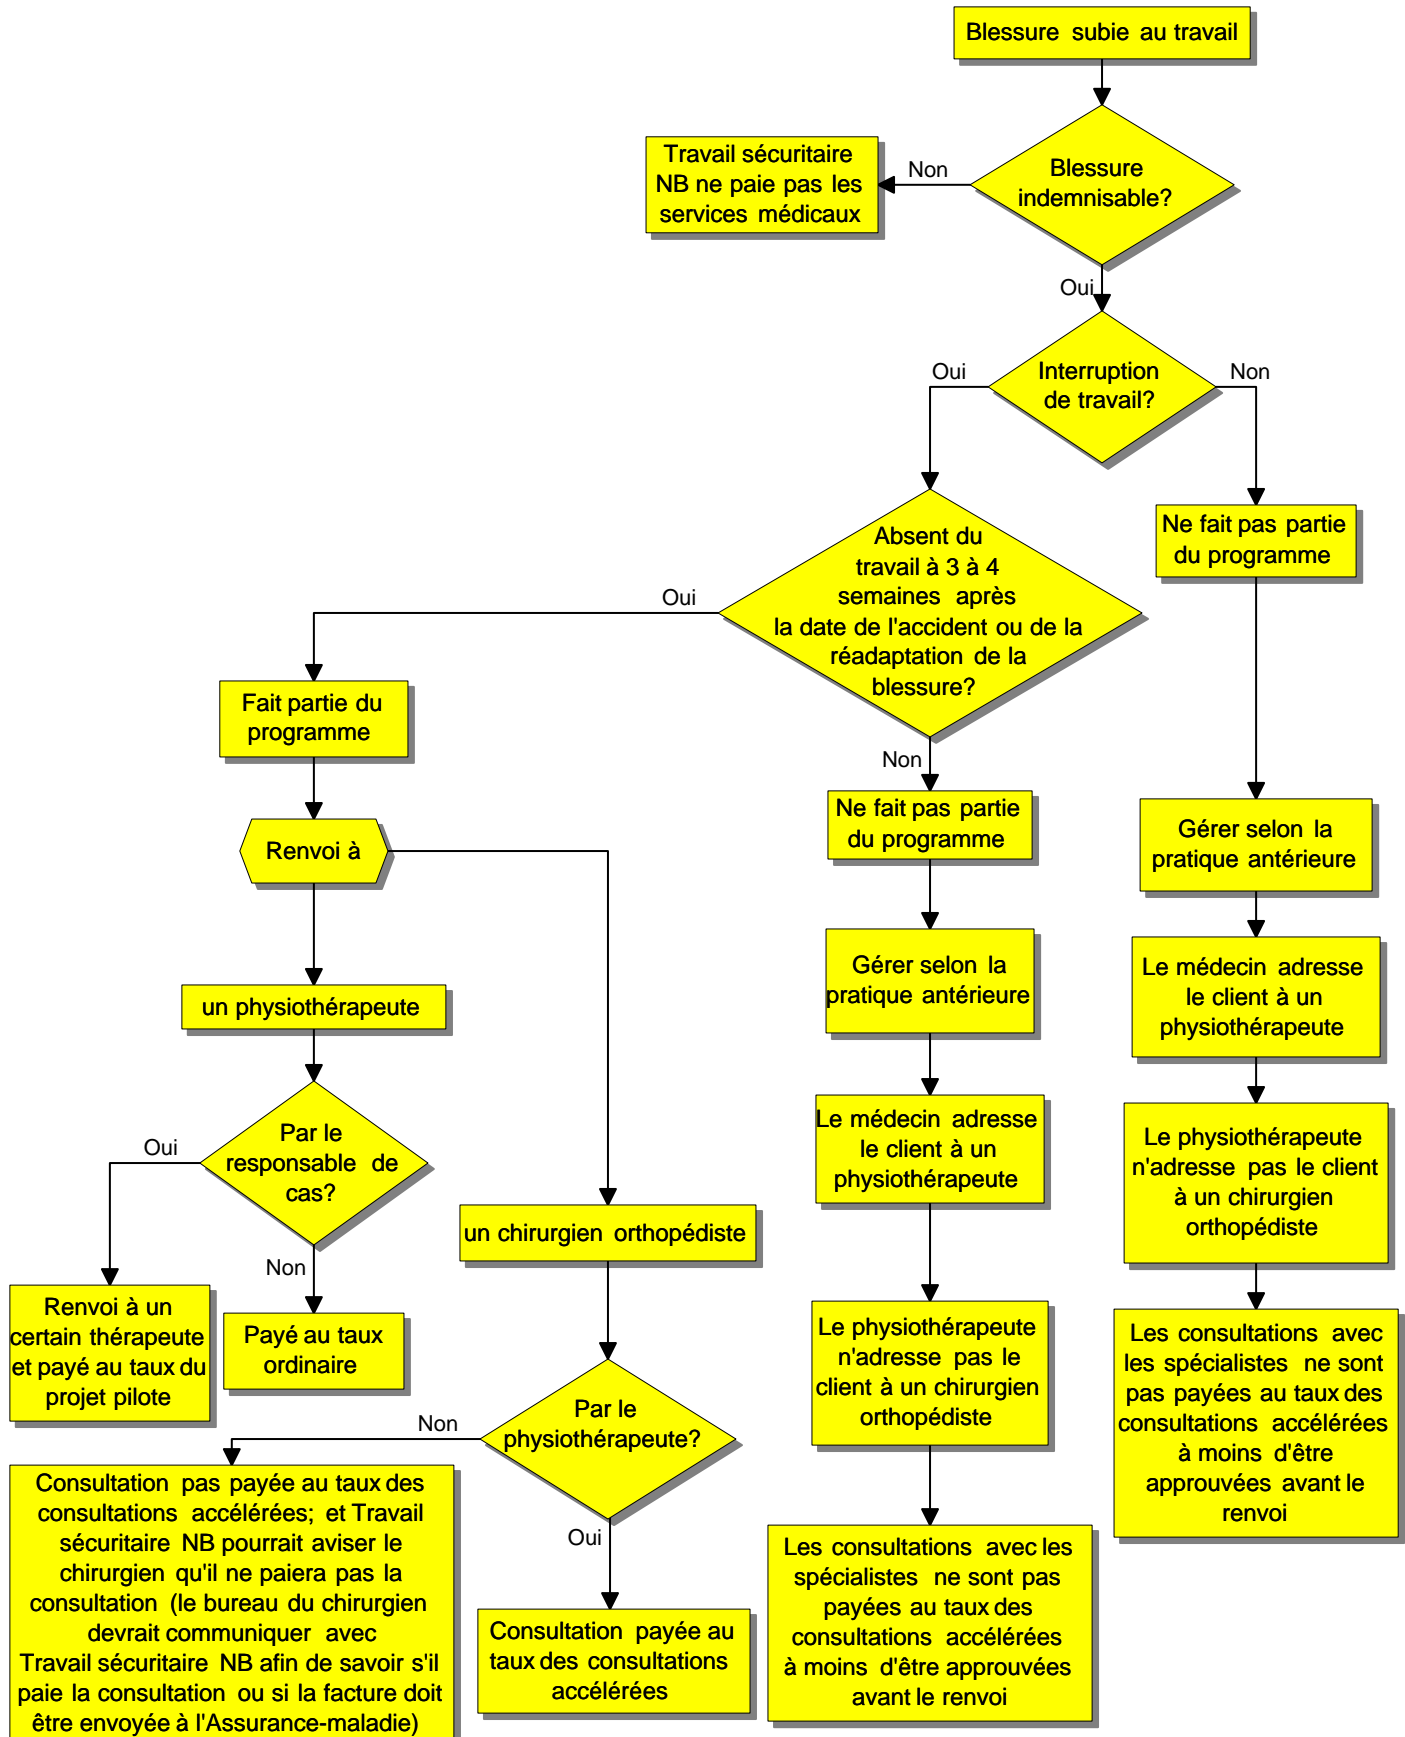 Blessure subie au travail
Blessure
indemnisable?
Non
Travail sécuritaire
NB ne paie pas les
services médicaux
Oui
Interruption
de travail?
Oui
Non
Absent du
travail à 3 à 4
semaines après
la date de l'accident ou de la
réadaptation de la
blessure?
Ne fait pas partie
du programme
Oui
Fait partie du
programme
Non
Ne fait pas partie
du programme
Gérer selon la
pratique antérieure
Renvoi à
Gérer selon la
pratique antérieure
Le médecin adresse
le client à un
physiothérapeute
un physiothérapeute
Le médecin adresse
le client à un
physiothérapeute
Le physiothérapeute
n'adresse pas le client
à un chirurgien
orthopédiste
Par le
responsable de
cas?
Oui
Non
un chirurgien orthopédiste
Renvoi à un
certain thérapeute
et payé au taux du
projet pilote
Payé au taux
ordinaire
Le physiothérapeute
n'adresse pas le
client à un chirurgien
orthopédiste
Les consultations avec
les spécialistes ne sont
pas payées au taux des
consultations accélérées
à moins d'être
approuvées avant le
renvoi
Par le
physiothérapeute?
Non
Oui
Consultation pas payée au taux des
consultations accélérées; et Travail
sécuritaire NB pourrait aviser le
chirurgien qu'il ne paiera pas la
consultation (le bureau du chirurgien
devrait communiquer avec
Travail sécuritaire NB afin de savoir s'il
paie la consultation ou si la facture doit
être envoyée à l'Assurance-maladie)
Consultation payée au
taux des consultations
accélérées
Les consultations avec les
spécialistes ne sont pas
payées au taux des
consultations accélérées
à moins d'être approuvées
avant le renvoi